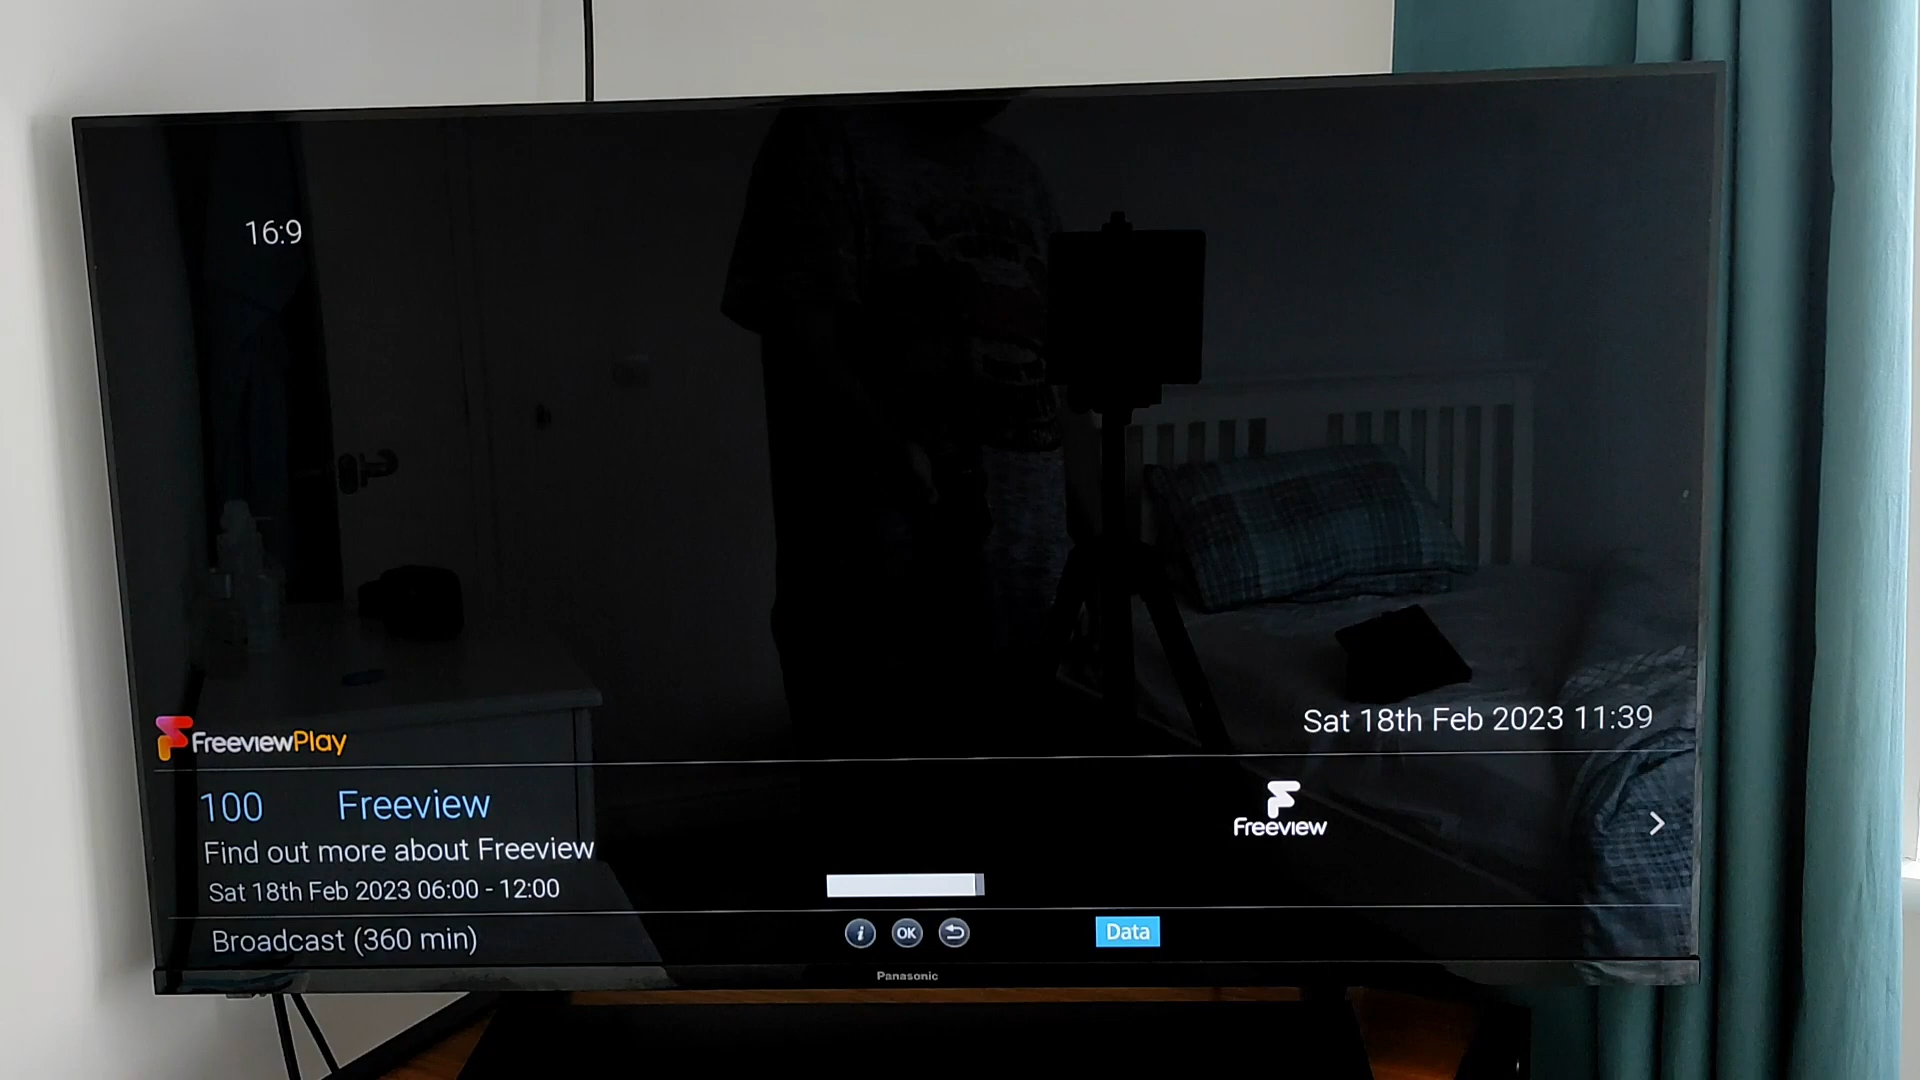 16:9
FreeviewPlay
Sat 18th Feb 2023 11:39
100 Freeview
Freeview
Find out more about Freeview
Sat 18th Feb 2023 06:00 - 12:00
Broadcast (360 min)
i OK Data
Panasonic